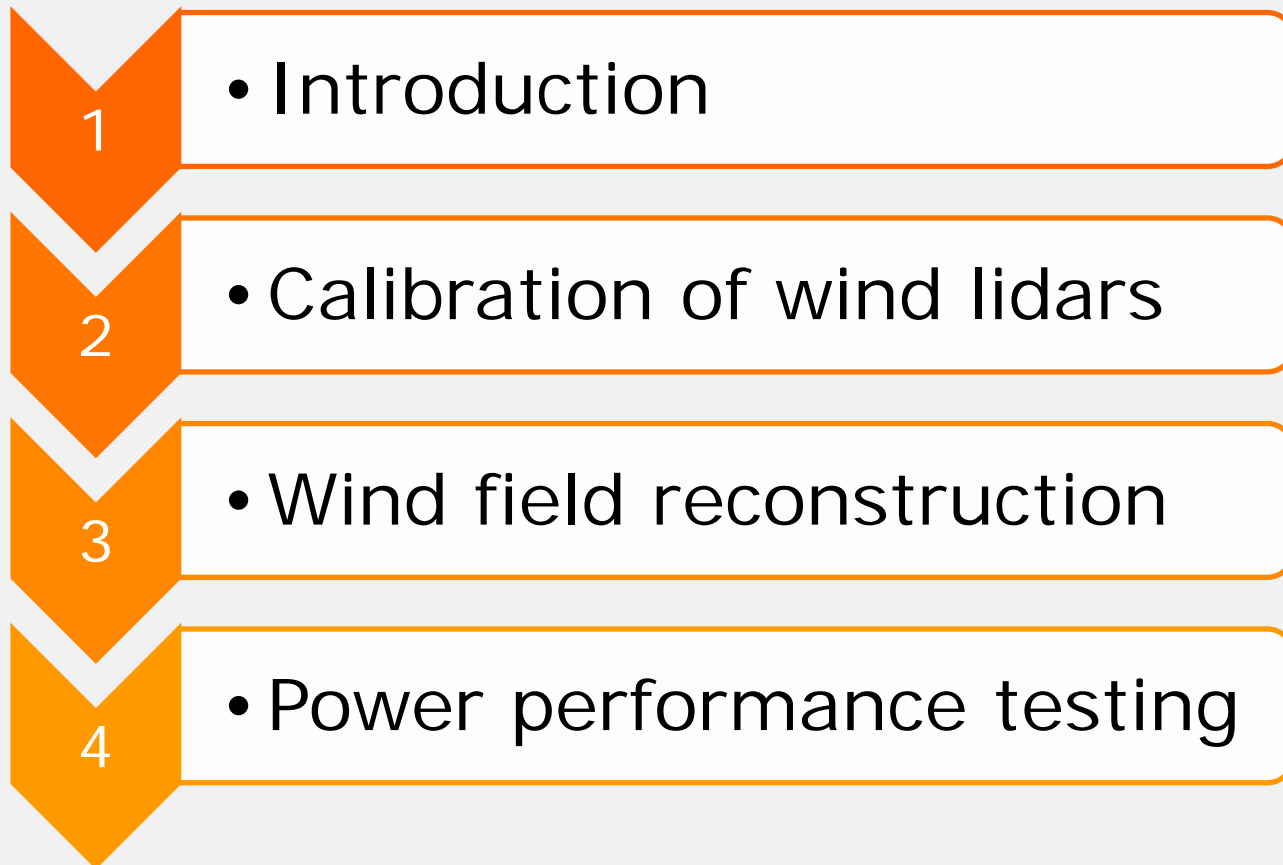 1
• Introduction
2
• Calibration of wind lidars
3
• Wind field reconstruction
4
• Power performance testing